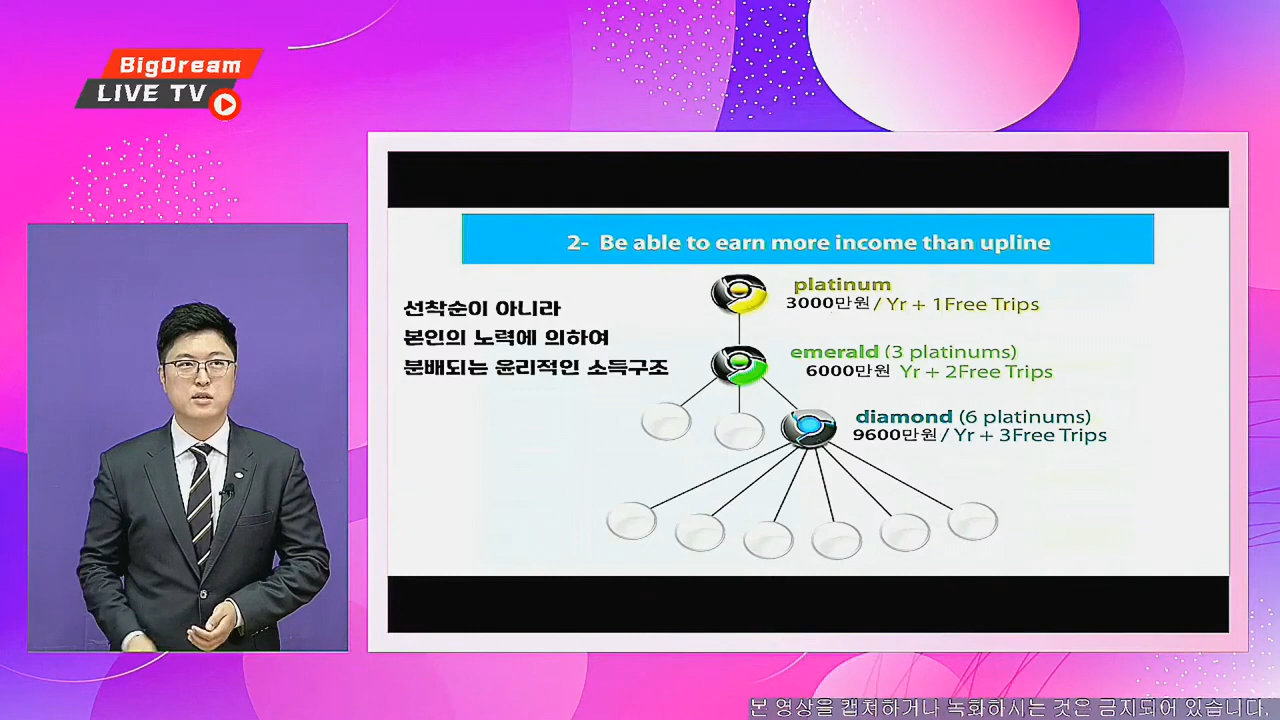 BigDream
LIVE TV
2- Be able to earn more income than upline
선착순이 아니라
본인의 노력에 의하여
분배되는 윤리적인 소득구조
platinum
3000만원 / Yr + 1Free Trips
emerald (3 platinums)
6000만원 Yr + 2Free Trips
diamond (6 platinums)
9600만원 / Yr + 3Free Trips
본 영상을 캡쳐하거나 녹화하시는 것은 금지되어 있습니다.